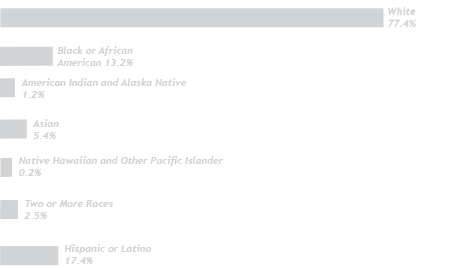 White
77.4%
Black or African
American 13.2%
American Indian and Alaska Native
1.2%
Asian
5.4%
Native Hawaiian and Other Pacific Islander
0.2%
Two or More Races
2.5%
Hispanic or Latino
17.4%